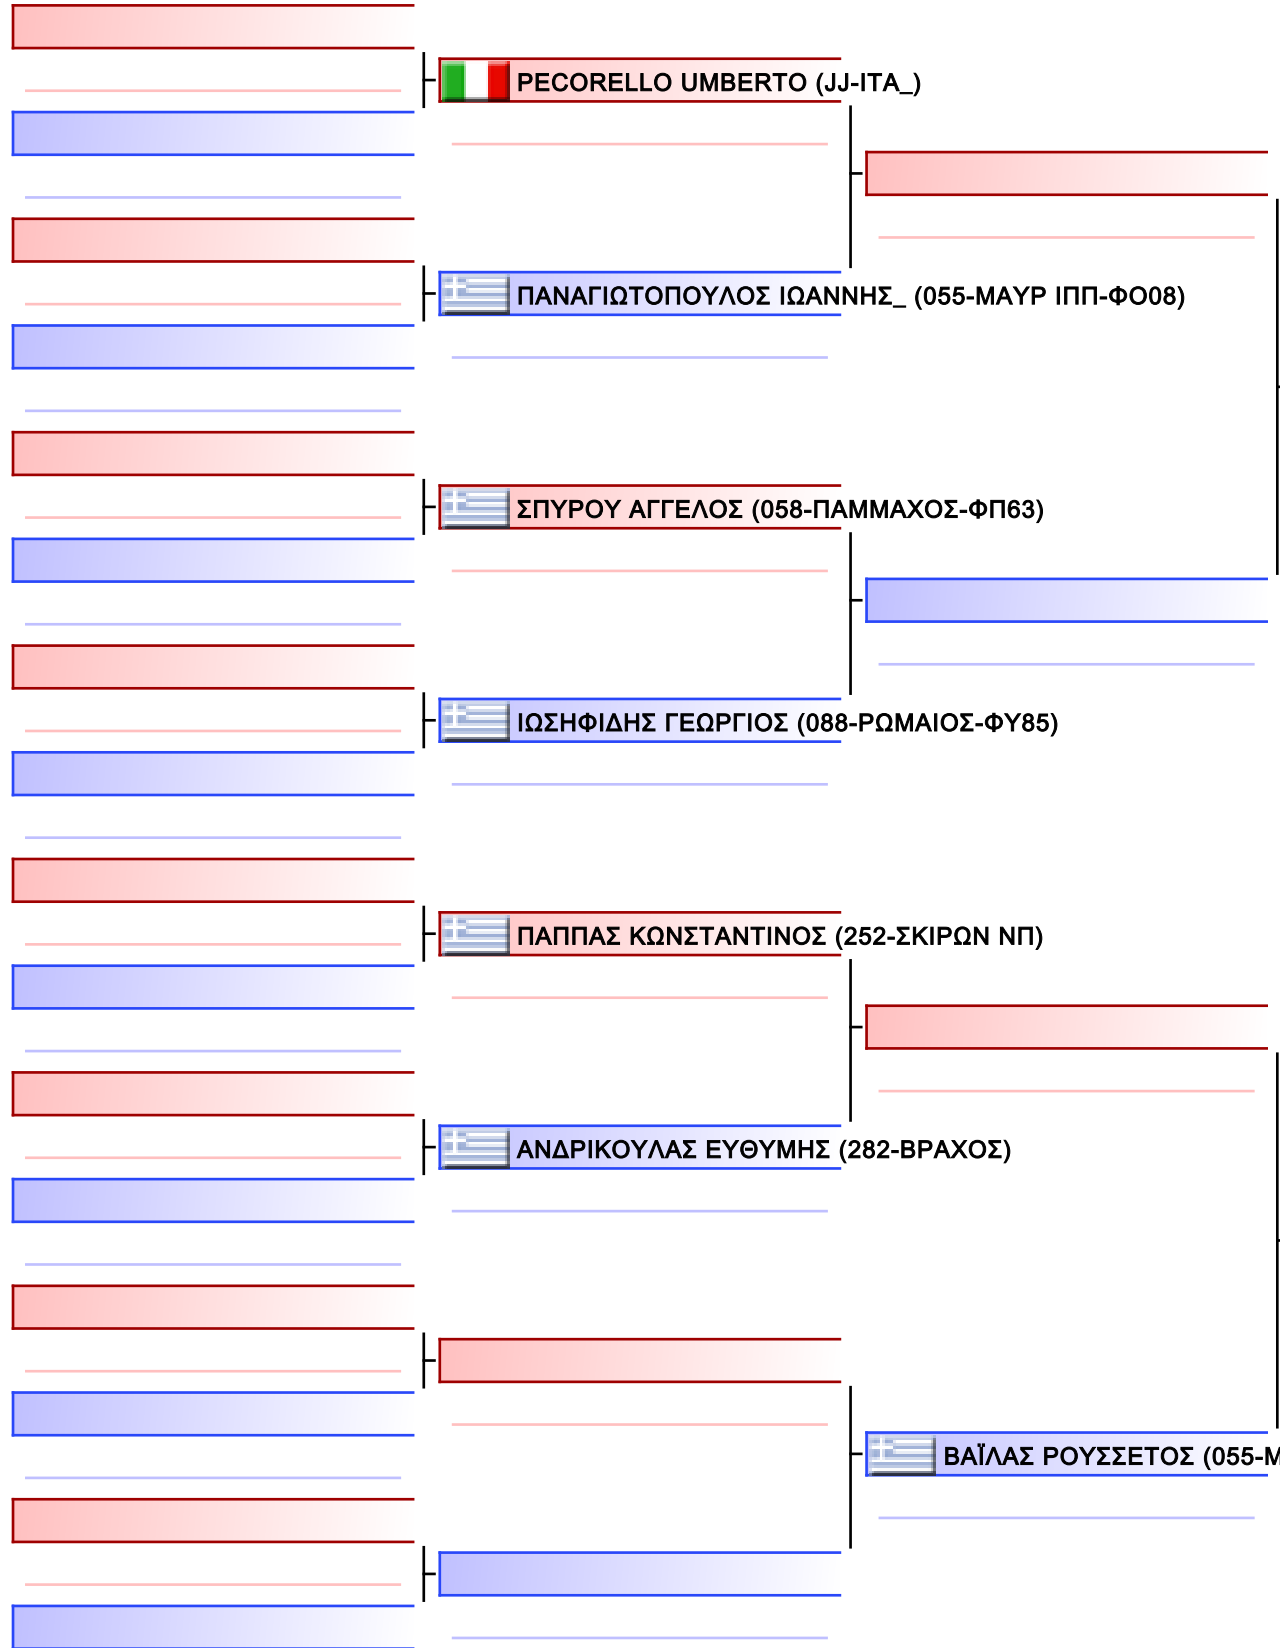 PECORELLO UMBERTO (JJ-ITA_)
ΠΑΝΑΓΙΩΤΟΠΟΥΛΟΣ ΙΩΑΝΝΗΣ_ (055-ΜΑΥΡ ΙΠΠ-ΦΟ08)
ΣΠΥΡΟΥ ΑΓΓΕΛΟΣ (058-ΠΑΜΜΑΧΟΣ-ΦΠ63)
ΙΩΣΗΦΙΔΗΣ ΓΕΩΡΓΙΟΣ (088-ΡΩΜΑΙΟΣ-ΦΥ85)
ΠΑΠΠΑΣ ΚΩΝΣΤΑΝΤΙΝΟΣ (252-ΣΚΙΡΩΝ ΝΠ)
ΑΝΔΡΙΚΟΥΛΑΣ ΕΥΘΥΜΗΣ (282-ΒΡΑΧΟΣ)
ΒΑΪΛΑΣ ΡΟΥΣΣΕΤΟΣ (055-Μ